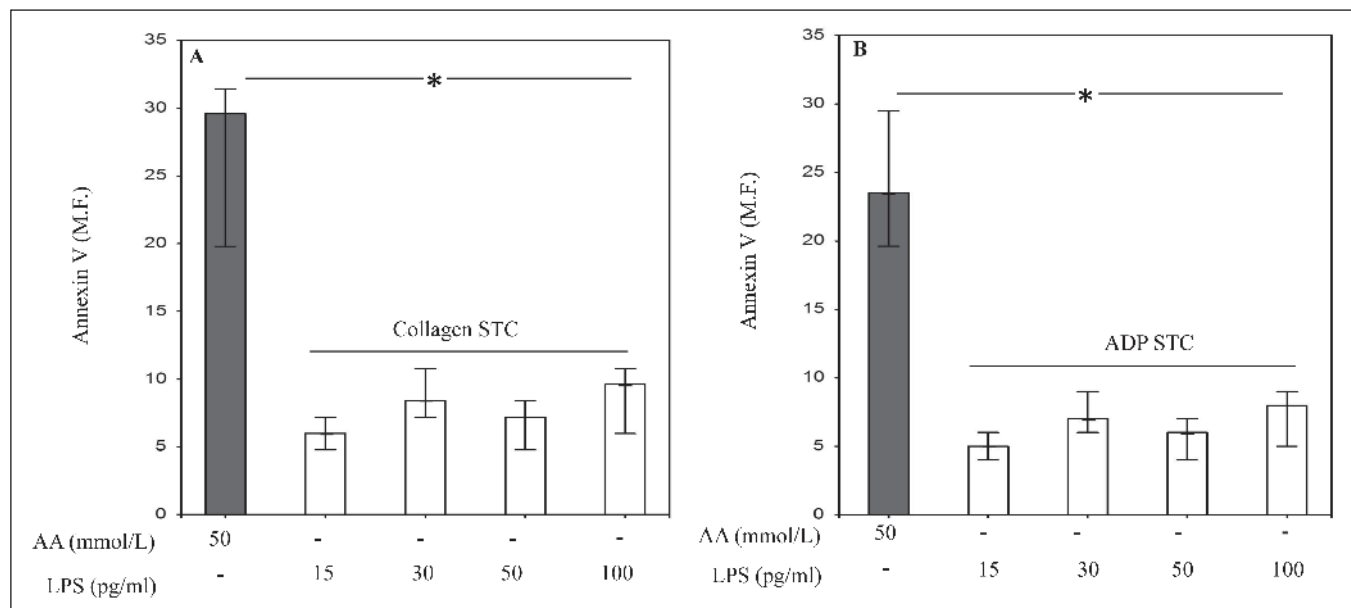 A
35
30
25
20
15
10
5
0
Annexin V (M.F.)
*
Collagen STC
AA (mmol/L) 50 - - - -
LPS (pg/ml) - 15 30 50 100
B
35
30
25
20
15
10
5
0
Annexin V (M.F.)
*
ADP STC
AA (mmol/L) 50 - - - -
LPS (pg/ml) - 15 30 50 100